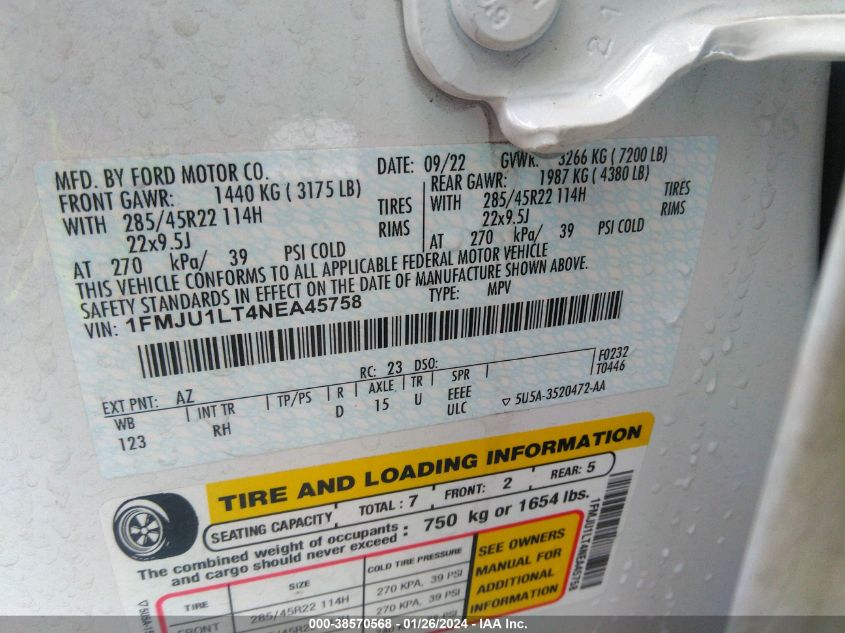 MFD. BY FORD MOTOR CO. DATE: 09/22 GVWR: 3266 KG ( 7200 LB)
FRONT GAWR: 1440 KG ( 3175 LB) REAR GAWR: 1987 KG ( 4380 LB)
WITH 285/45R22 114H TIRES WITH 285/45R22 114H TIRES
22x9.5J RIMS 22x9.5J RIMS
AT 270 kPa/ 39 PSI COLD AT 270 kPa/ 39 PSI COLD
THIS VEHICLE CONFORMS TO ALL APPLICABLE FEDERAL MOTOR VEHICLE
SAFETY STANDARDS IN EFFECT ON THE DATE OF MANUFACTURE SHOWN ABOVE.
VIN: 1FMJU1LT4NEA45758 TYPE: MPV
EXT PNT: AZ RC: 23 DSO: F0232
WB INT TR TP/PS R AXLE TR SPR T0446
123 RH D 15 U EEEE
ULC ▽ 5U5A-3520472-AA
TIRE AND LOADING INFORMATION
SEATING CAPACITY TOTAL : 7 FRONT: 2 REAR: 5
The combined weight of occupants
and cargo should never exceed : 750 kg or 1654 lbs.
TIRE SIZE COLD TIRE PRESSURE
285/45R22 114H 270 KPA, 39 PSI
FRONT 270 KPA, 39 PSI
SEE OWNERS
MANUAL FOR
ADDITIONAL
INFORMATION
1FMJU1LT4NEA45758
21
000-38570568 - 01/26/2024 - IAA Inc.